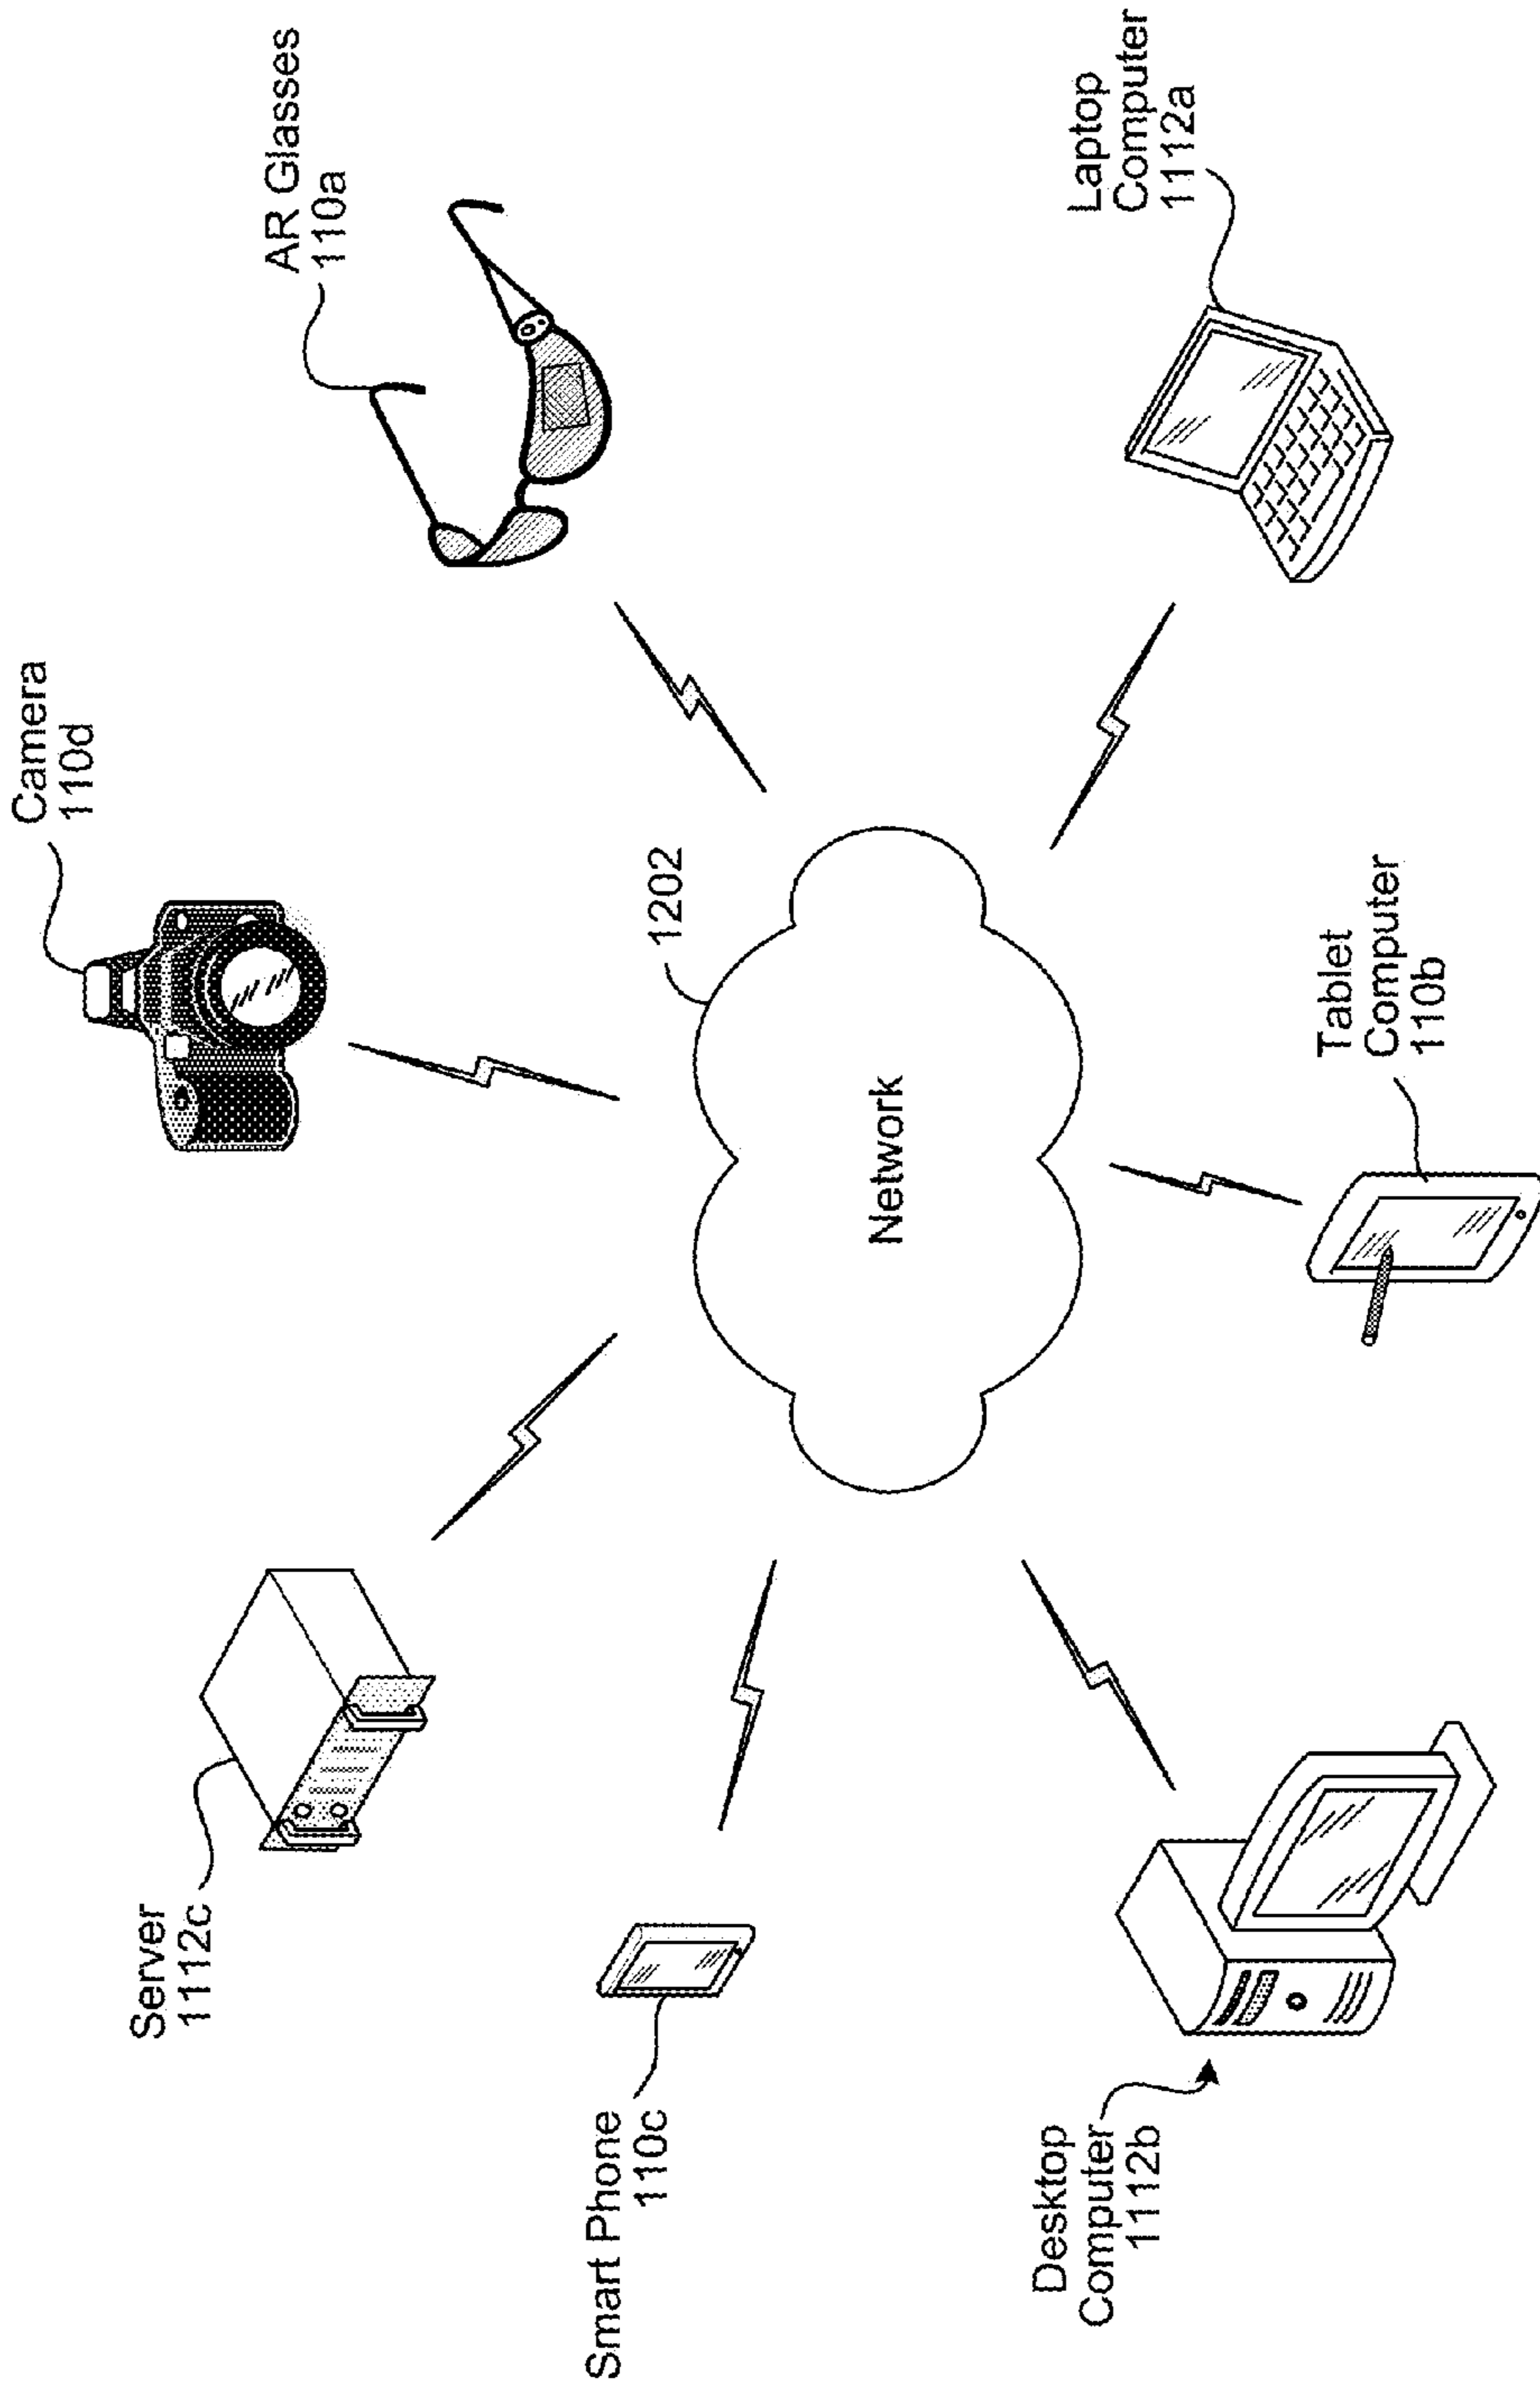 Server
1112c
Camera
110d
AR Glasses
110a
Smart Phone
110c
1202
Network
Desktop
Computer
1112b
Tablet
Computer
110b
Laptop
Computer
1112a